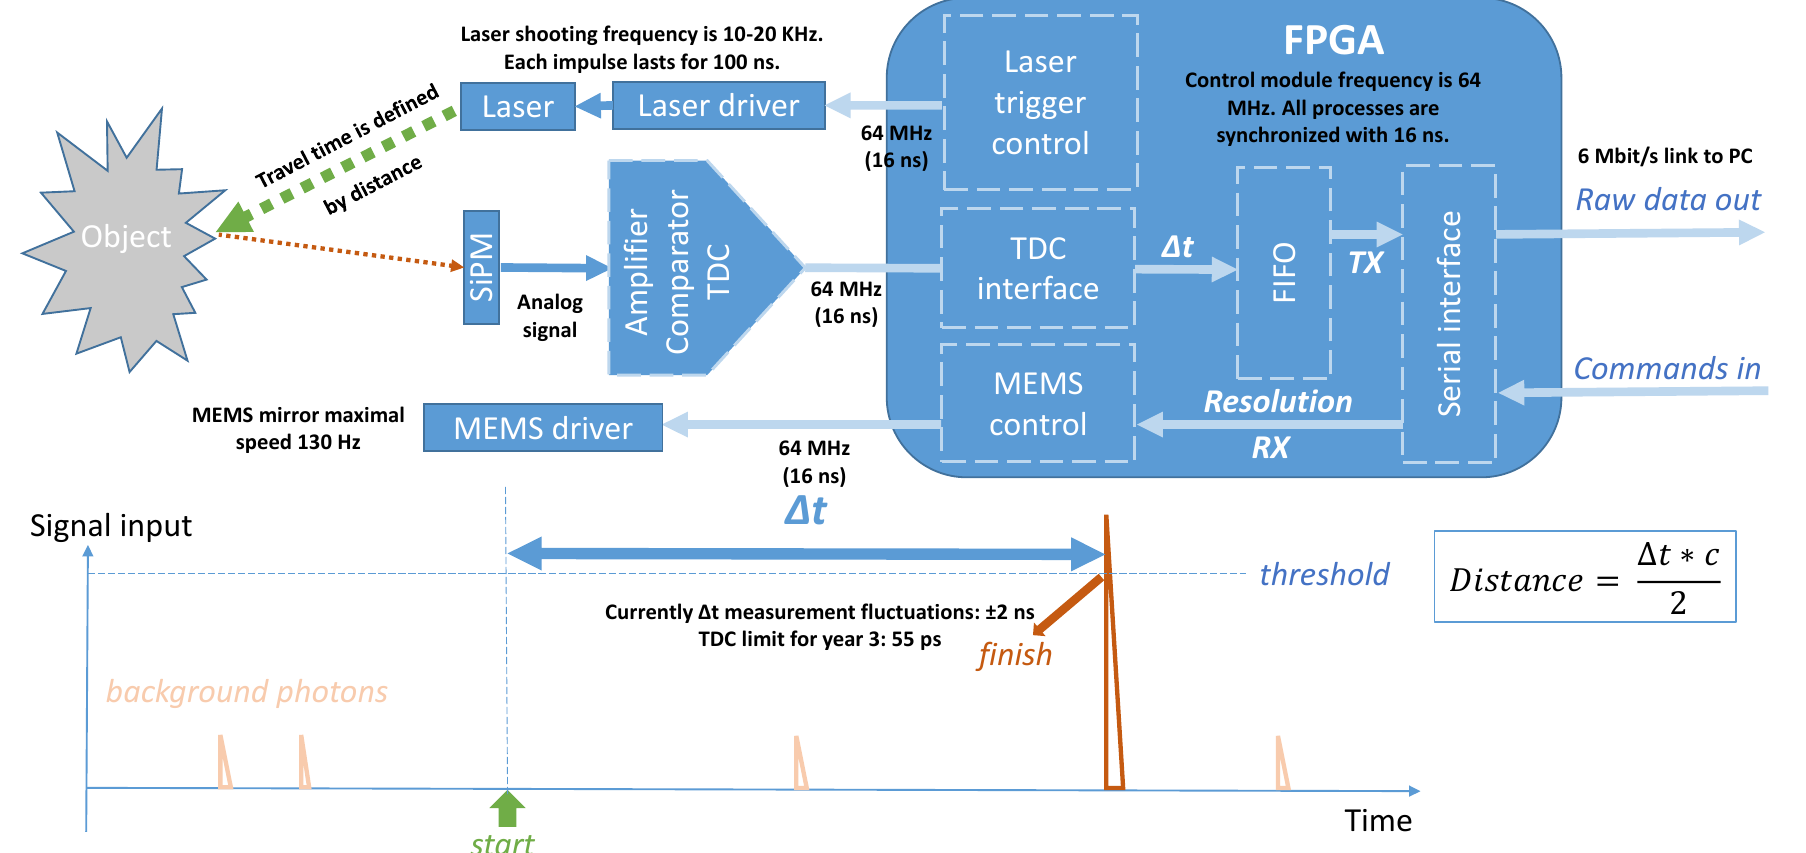 Laser shooting frequency is 10-20 KHz.
Each impulse lasts for 100 ns.
Laser
Laser driver
Travel time is defined
by distance
Object
SiPM
Analog
signal
Amplifier
Comparator
TDC
64 MHz
(16 ns)
64 MHz
(16 ns)
Laser
trigger
control
FPGA
Control module frequency is 64
MHz. All processes are
synchronized with 16 ns.
TDC
interface
Δt
FIFO
TX
Serial interface
6 Mbit/s link to PC
Raw data out
Commands in
MEMS
control
Resolution
RX
MEMS mirror maximal
speed 130 Hz
MEMS driver
64 MHz
(16 ns)
Δt
Signal input
threshold
Currently Δt measurement fluctuations: ±2 ns
TDC limit for year 3: 55 ps
finish
background photons
start
Time
Distance = Δt * c / 2